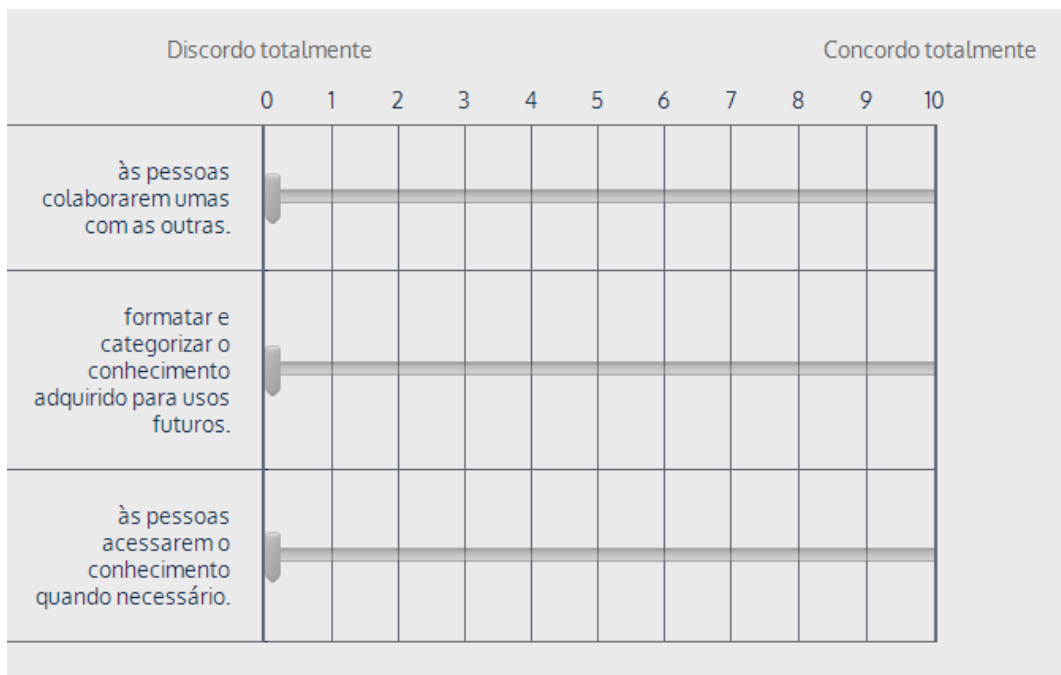 Discordo totalmente Concordo totalmente
0 1 2 3 4 5 6 7 8 9 10
às pessoas
colaborarem umas
com as outras.
formatar e
categorizar o
conhecimento
adquirido para usos
futuros.
às pessoas
acessarem o
conhecimento
quando necessário.